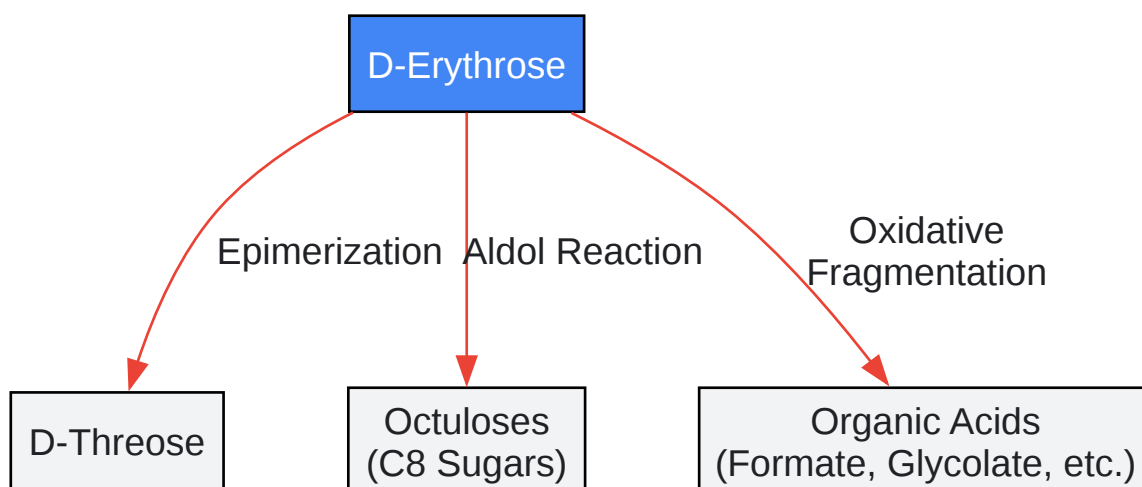 D-Erythrose
Epimerization
Aldol Reaction
Oxidative
Fragmentation
D-Threose
Octuloses
(C8 Sugars)
Organic Acids
(Formate, Glycolate, etc.)